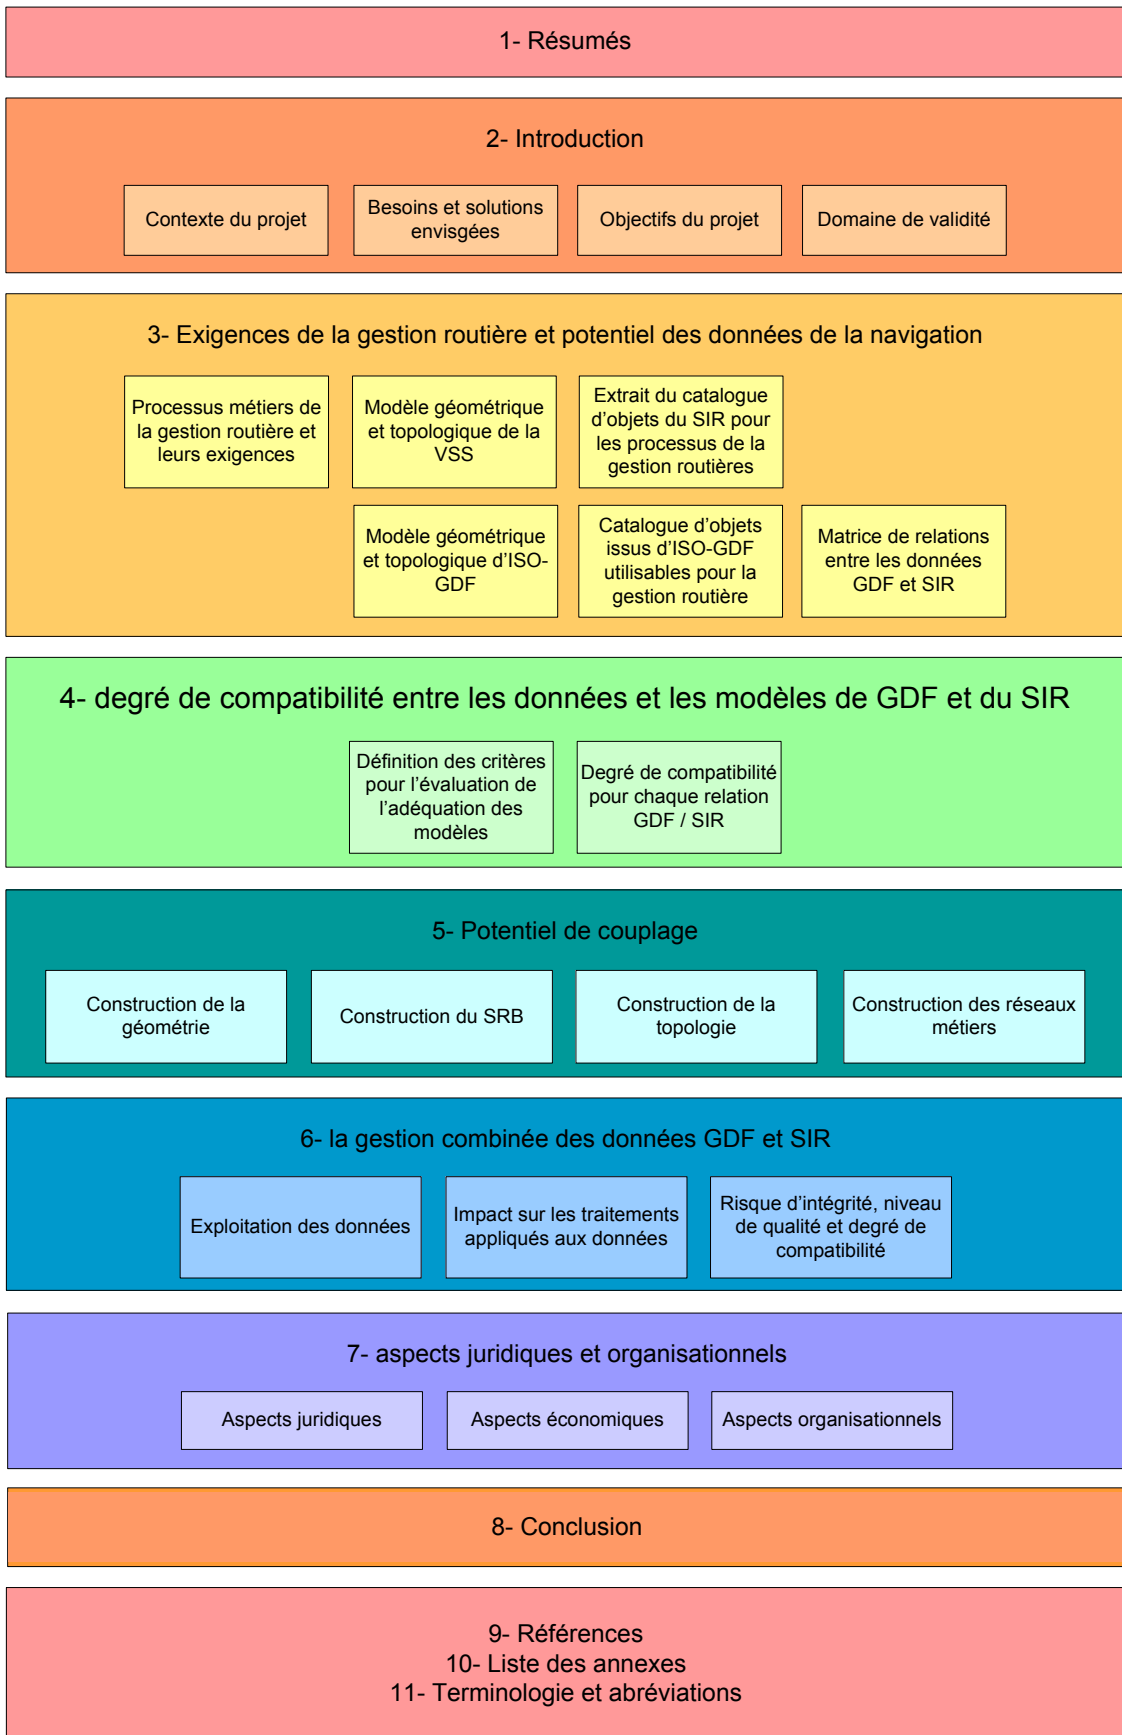 1- Résumés
2- Introduction
Contexte du projet
Besoins et solutions
envisgées
Objectifs du projet
Domaine de validité
3- Exigences de la gestion routière et potentiel des données de la navigation
Processus métiers de
la gestion routière et
leurs exigences
Modèle géométrique
et topologique de la
VSS
Extrait du catalogue
d'objets du SIR pour
les processus de la
gestion routières
Modèle géométrique
et topologique d'ISO-
GDF
Catalogue d'objets
issus d'ISO-GDF
utilisables pour la
gestion routière
Matrice de relations
entre les données
GDF et SIR
4- degré de compatibilité entre les données et les modèles de GDF et du SIR
Définition des critères
pour l'évaluation de
l'adéquation des
modèles
Degré de compatibilité
pour chaque relation
GDF / SIR
5- Potentiel de couplage
Construction de la
géométrie
Construction du SRB
Construction de la
topologie
Construction des réseaux
métiers
6- la gestion combinée des données GDF et SIR
Exploitation des données
Impact sur les traitements
appliqués aux données
Risque d'intégrité, niveau
de qualité et degré de
compatibilité
7- aspects juridiques et organisationnels
Aspects juridiques
Aspects économiques
Aspects organisationnels
8- Conclusion
9- Références
10- Liste des annexes
11- Terminologie et abréviations